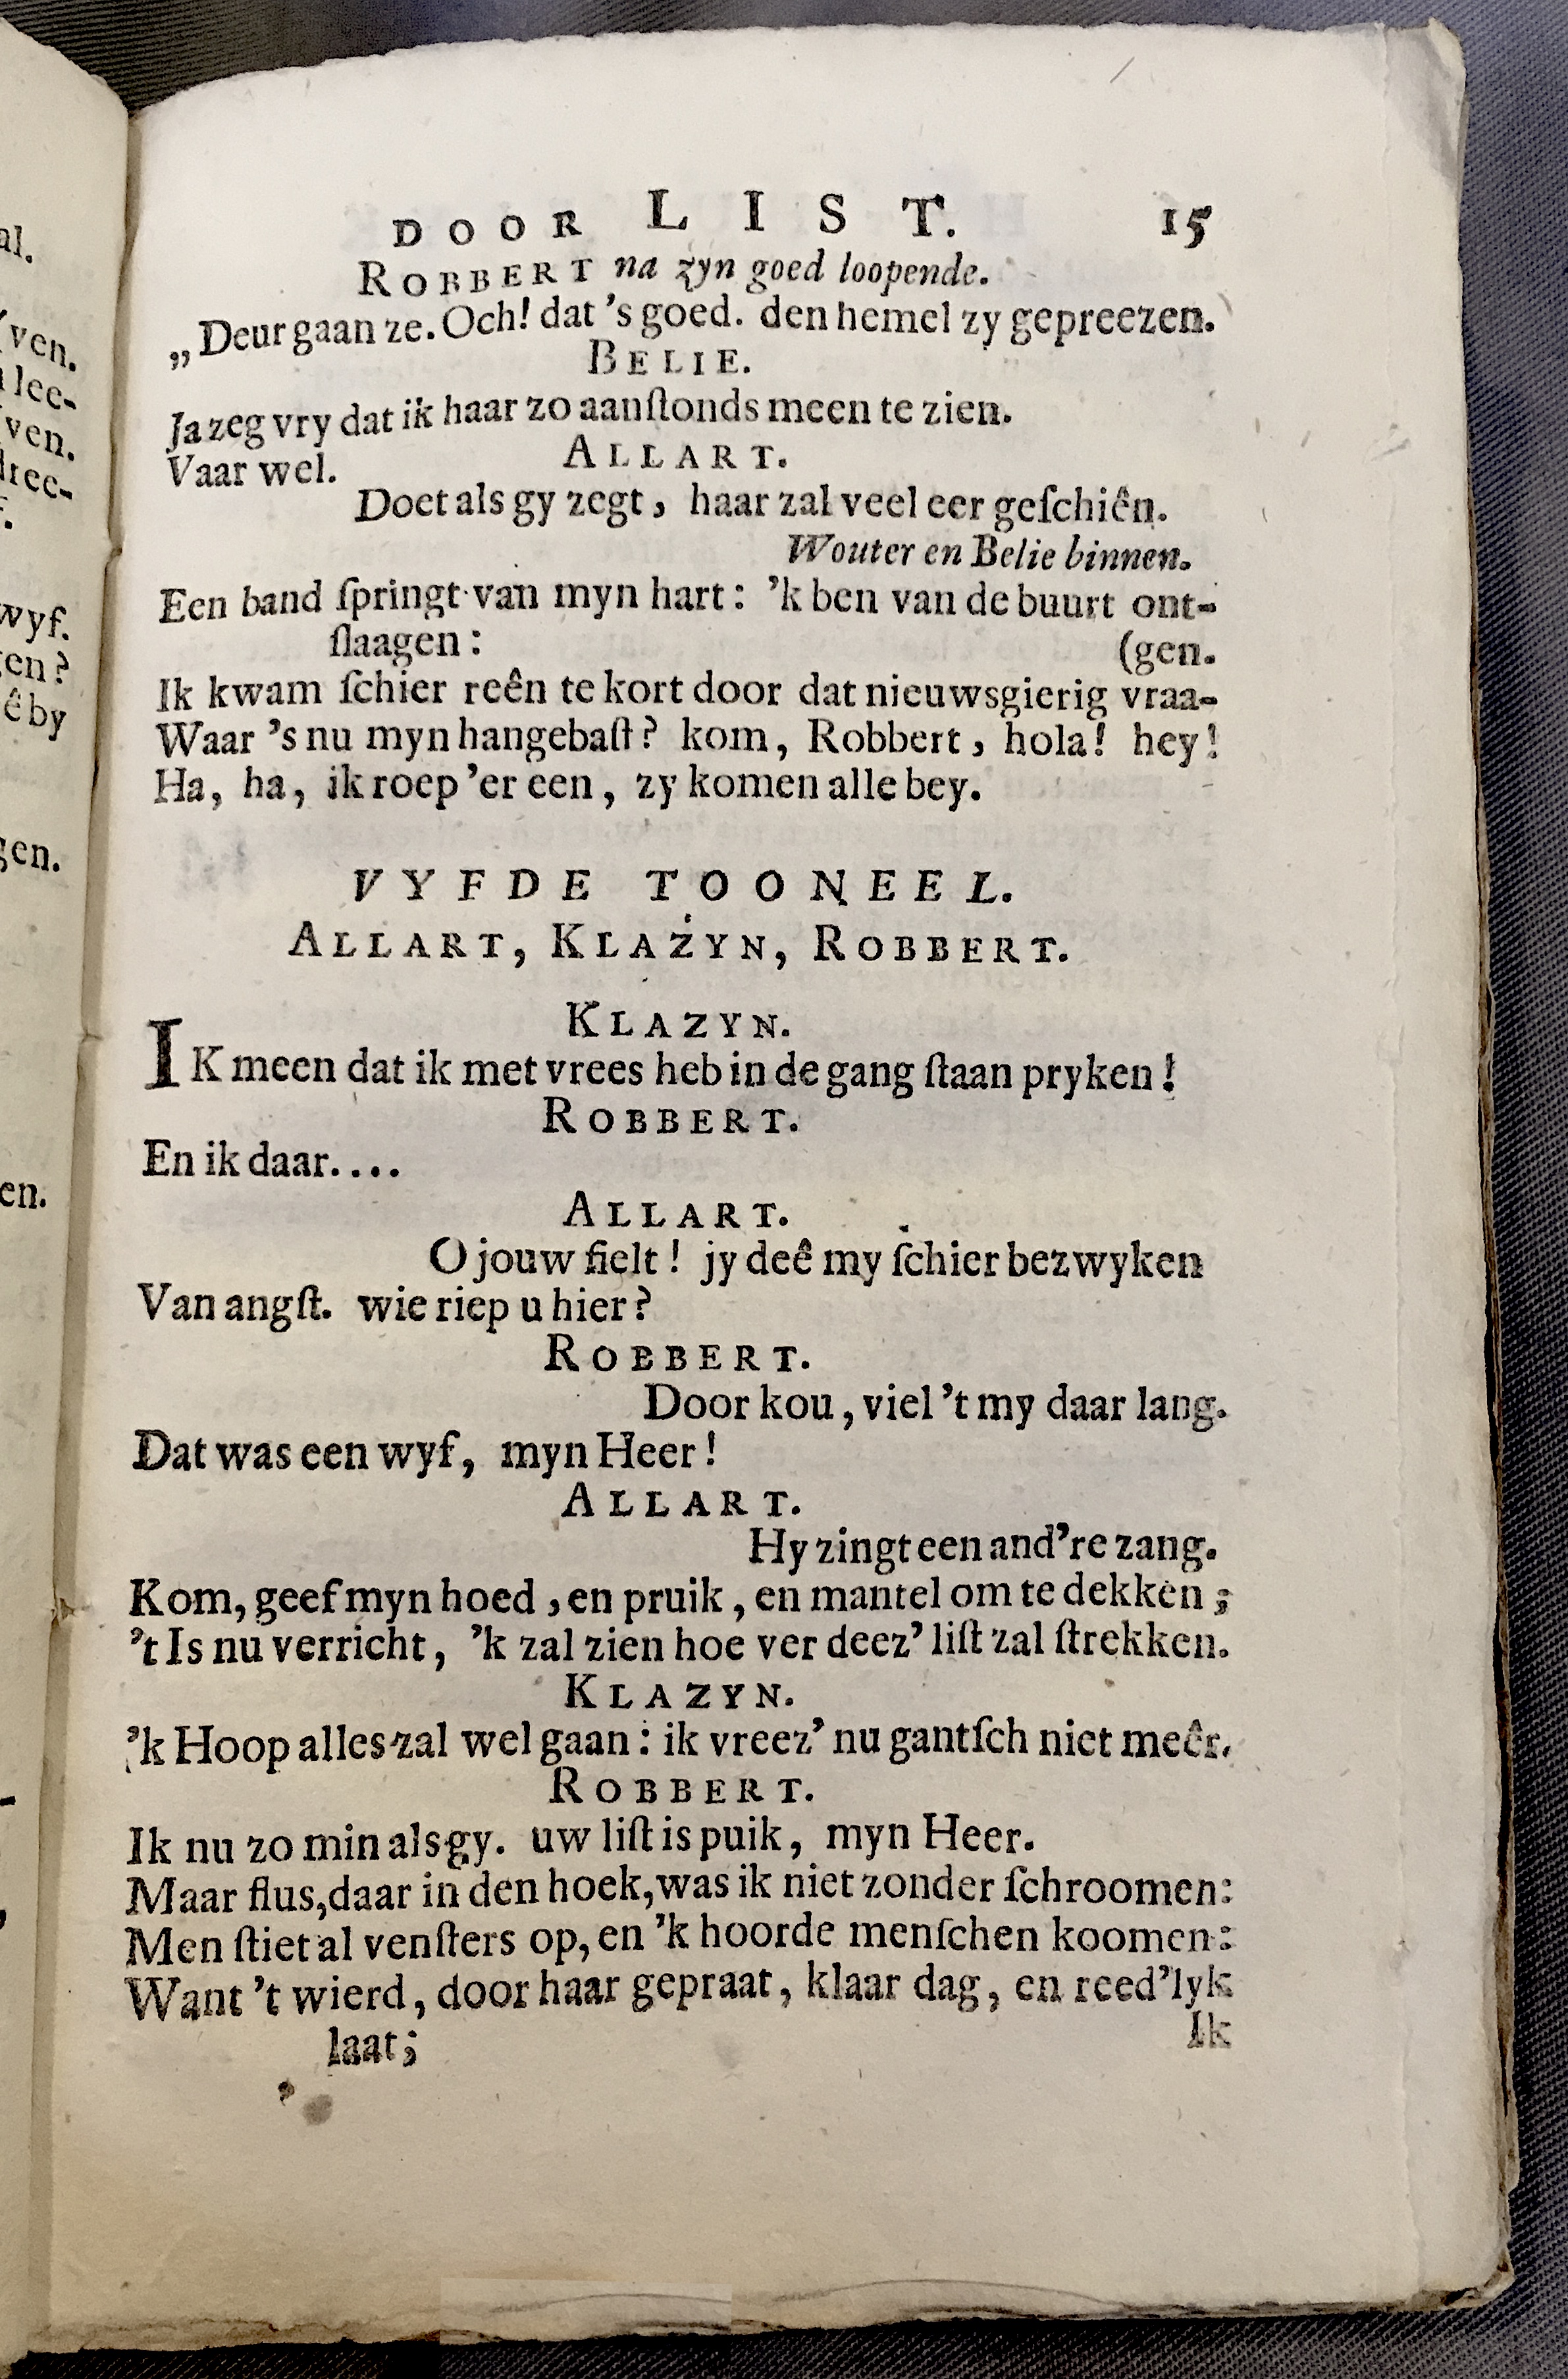 al.
ven.
lee-
ven.
dree-
wyf.
gen?
ê by
gen.
en.
DOOR LIST. 15
ROBBERT na zyn goed loopende.
„Deur gaan ze. Och! dat 's goed. den hemel zy gepreezen.
BELIE.
Ja zeg vry dat ik haar zo aanſtonds meen te zien.
ALLART.
Vaar wel.
Doet als gy zegt, haar zal veel eer geſchiên.
Wouter en Belie binnen.
Een band ſpringt van myn hart: 'k ben van de buurt ont-
ſlaagen: (gen.
Ik kwam ſchier reên te kort door dat nieuwsgierig vraa-
Waar 's nu myn hangebaſt? kom, Robbert, hola! hey!
Ha, ha, ik roep 'er een, zy komen alle bey.
VYFDE TOONEEL.
ALLART, KLAZYN, ROBBERT.
KLAZYN.
IK meen dat ik met vrees heb in de gang ſtaan pryken!
ROBBERT.
En ik daar....
ALLART.
O jouw fielt! jy deê my ſchier bezwyken
Van angſt. wie riep u hier?
ROBBERT.
Door kou, viel 't my daar lang.
Dat was een wyf, myn Heer!
ALLART.
Hy zingt een and're zang.
Kom, geef myn hoed, en pruik, en mantel om te dekken;
't Is nu verricht, 'k zal zien hoe ver deez' liſt zal ſtrekken.
KLAZYN.
'k Hoop alles zal wel gaan: ik vreez' nu gantſch niet meêr.
ROBBERT.
Ik nu zo min als gy. uw liſt is puik, myn Heer.
Maar flus, daar in den hoek, was ik niet zonder ſchroomen:
Men ſtiet al venſters op, en 'k hoorde menſchen koomen:
Want 't wierd, door haar gepraat, klaar dag, en reed'lyk
laat; Ik